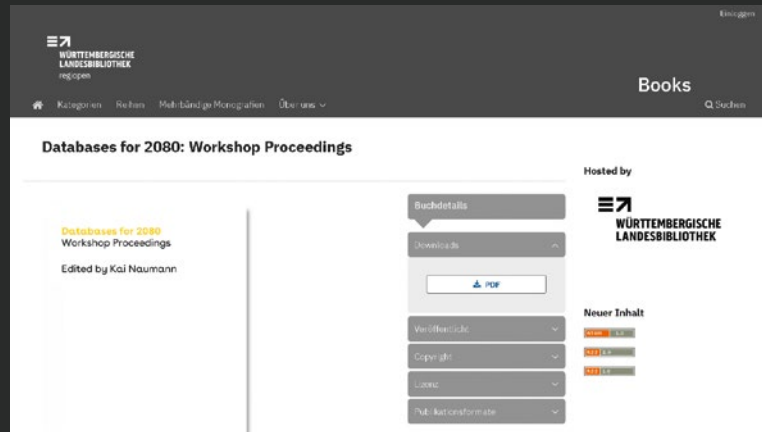 Einloggen
WÜRTTEMBERGISCHE
LANDESBIBLIOTHEK
regiopen
Books
Kategorien Reihen Mehrbändige Monografien Über uns
Suchen
Databases for 2080: Workshop Proceedings
Databases for 2080
Workshop Proceedings
Edited by Kai Naumann
Buchdetails
Downloads
PDF
Veröffentlicht
Copyright
Lizenz
Publikationsformate
Hosted by
WÜRTTEMBERGISCHE
LANDESBIBLIOTHEK
Neuer Inhalt